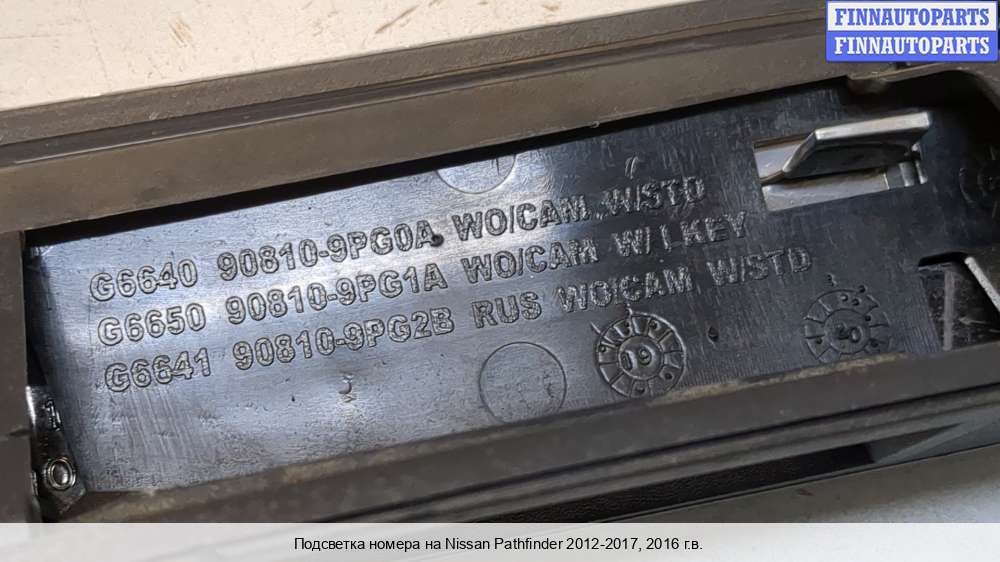 FINNAUTOPARTS
FINNAUTOPARTS
G6640 90810-9PG0A WO/CAM W/STD
G6650 90810-9PG1A WO/CAM W/ I-KEY
G6641 90810-9PG2B RUS WO/CAM W/STD
Подсветка номера на Nissan Pathfinder 2012-2017, 2016 г.в.